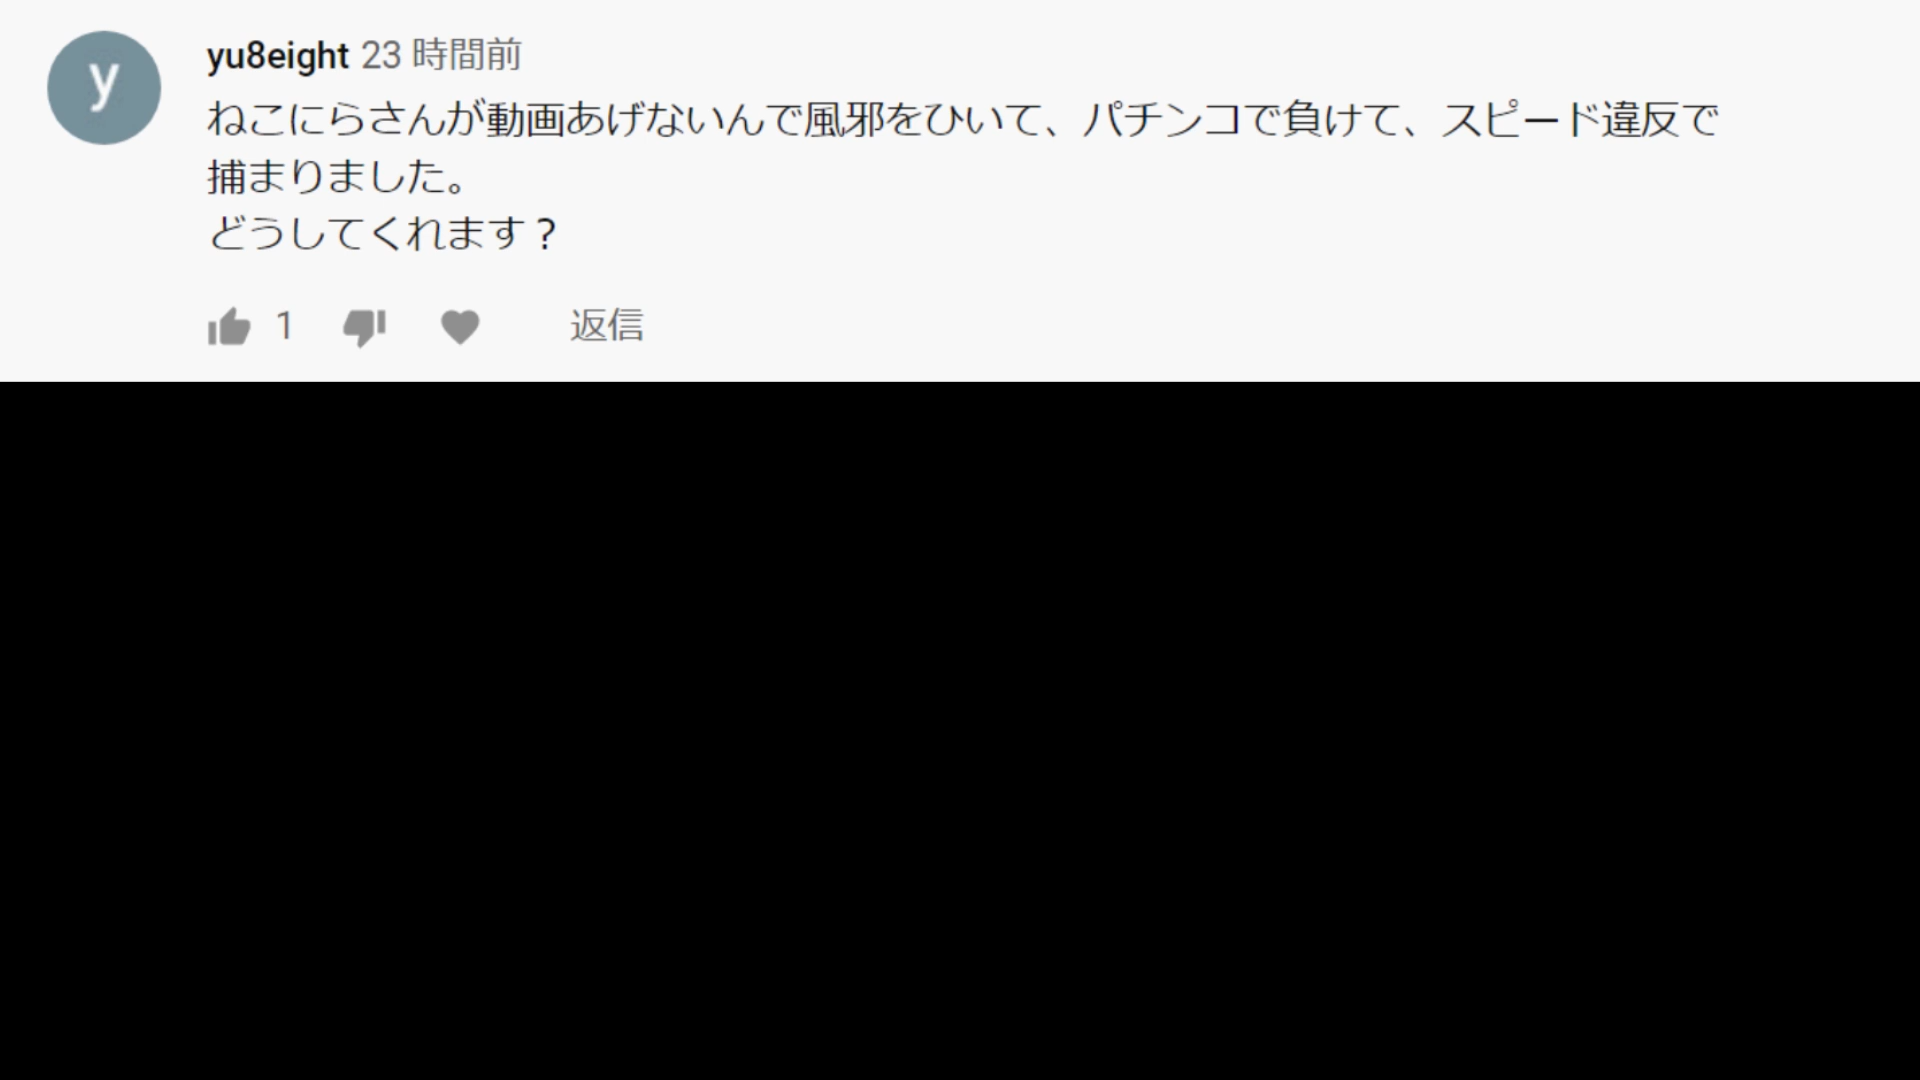 y
yu8eight 23 時間前
ねこにらさんが動画あげないんで風邪をひいて、パチンコで負けて、スピード違反で
捕まりました。
どうしてくれます？
1 返信